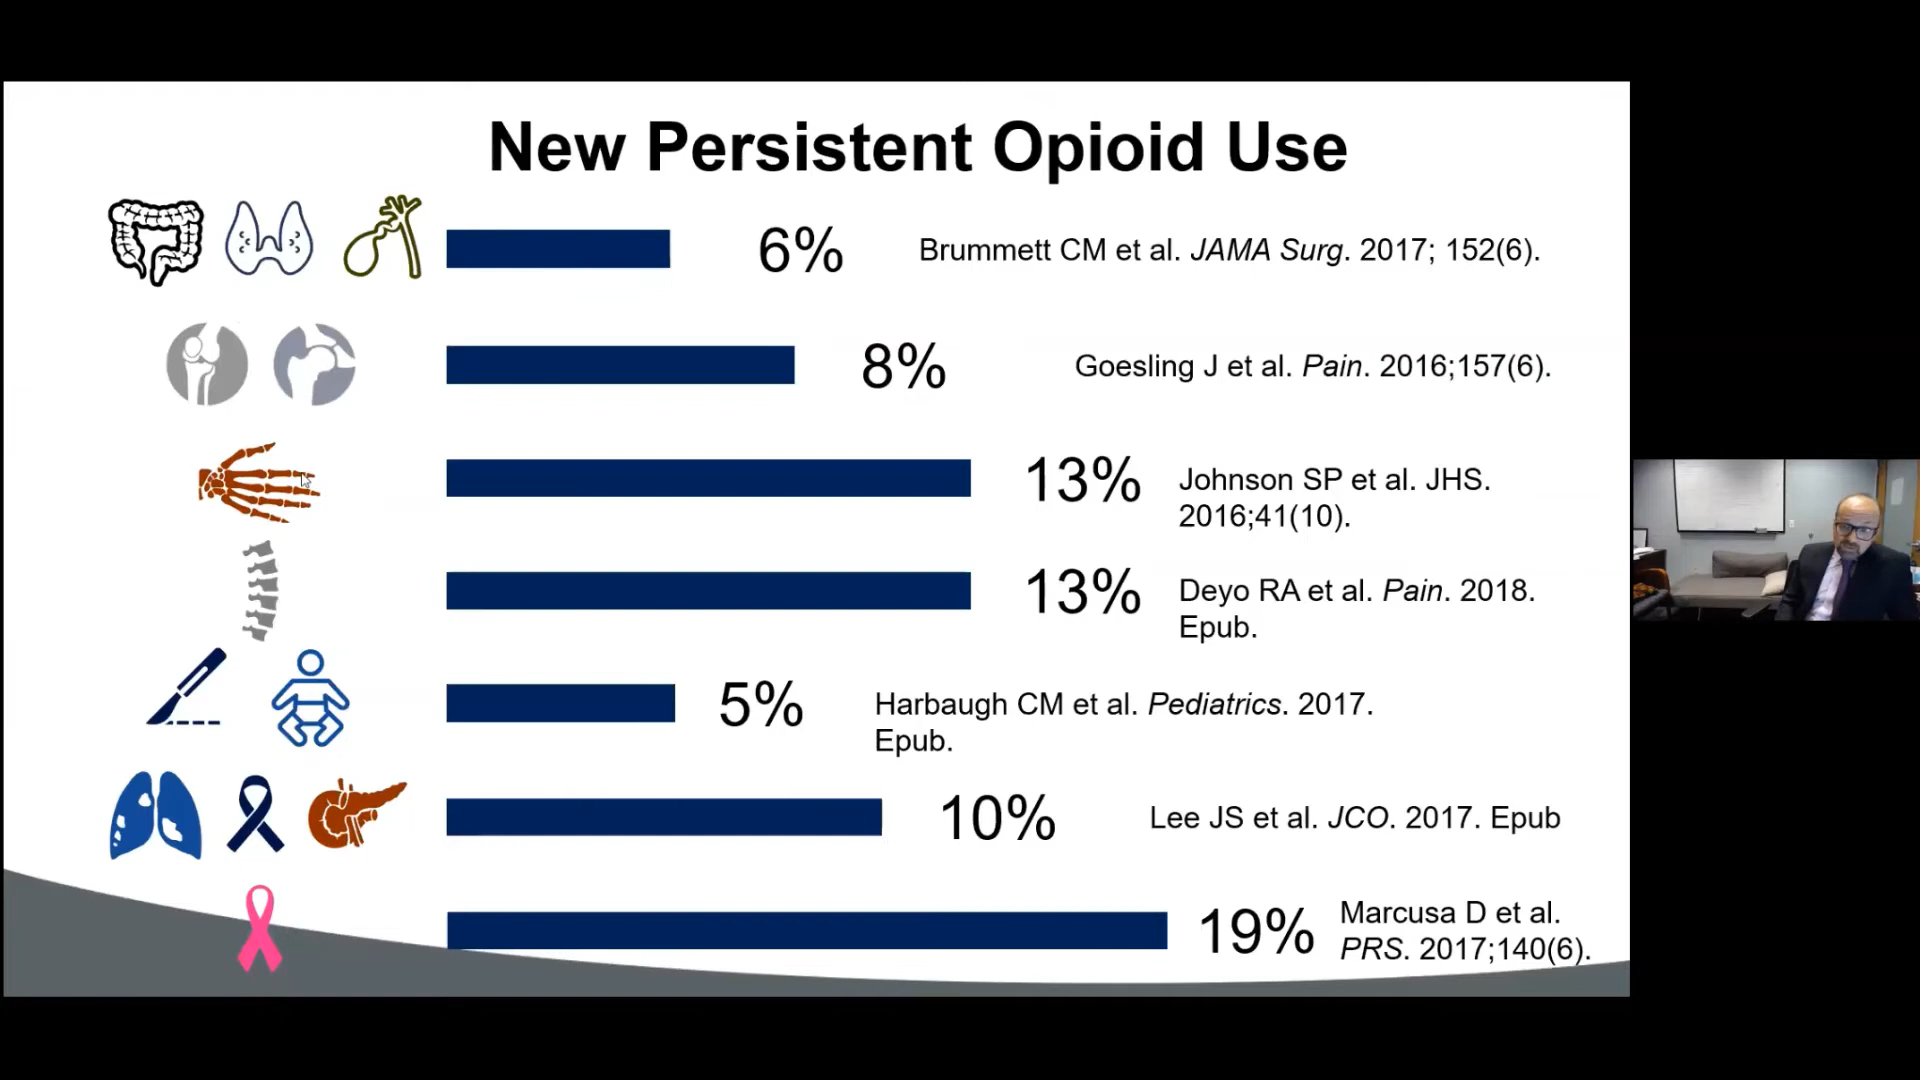 New Persistent Opioid Use
6%
Brummett CM et al. JAMA Surg. 2017; 152(6).
8%
Goesling J et al. Pain. 2016;157(6).
13%
Johnson SP et al. JHS.
2016;41(10).
13%
Deyo RA et al. Pain. 2018.
Epub.
5%
Harbaugh CM et al. Pediatrics. 2017.
Epub.
10%
Lee JS et al. JCO. 2017. Epub
19%
Marcusa D et al.
PRS. 2017;140(6).